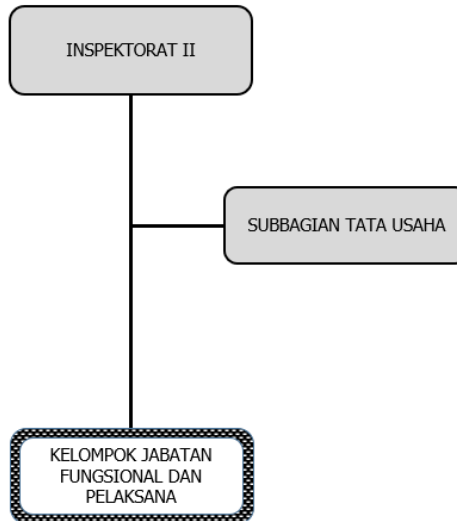 INSPEKTORAT II
SUBBAGIAN TATA USAHA
KELOMPOK JABATAN
FUNGSIONAL DAN
PELAKSANA